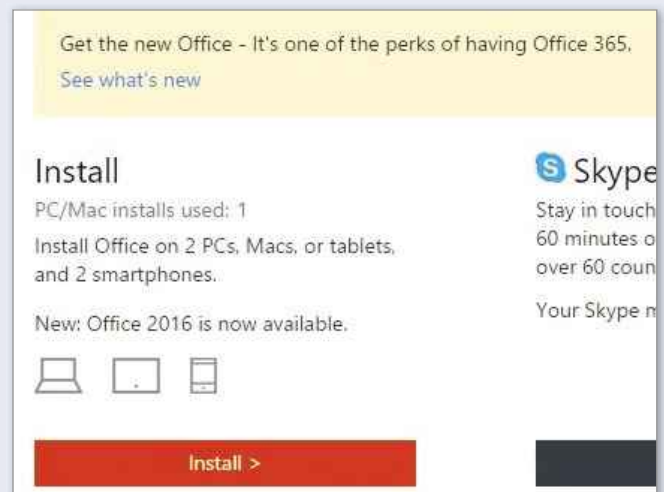 Get the new Office - It's one of the perks of having Office 365.
See what's new
Install
PC/Mac installs used: 1
Install Office on 2 PCs, Macs, or tablets,
and 2 smartphones.
New: Office 2016 is now available.
Install >
Skype
Stay in touch
60 minutes o
over 60 coun
Your Skype m